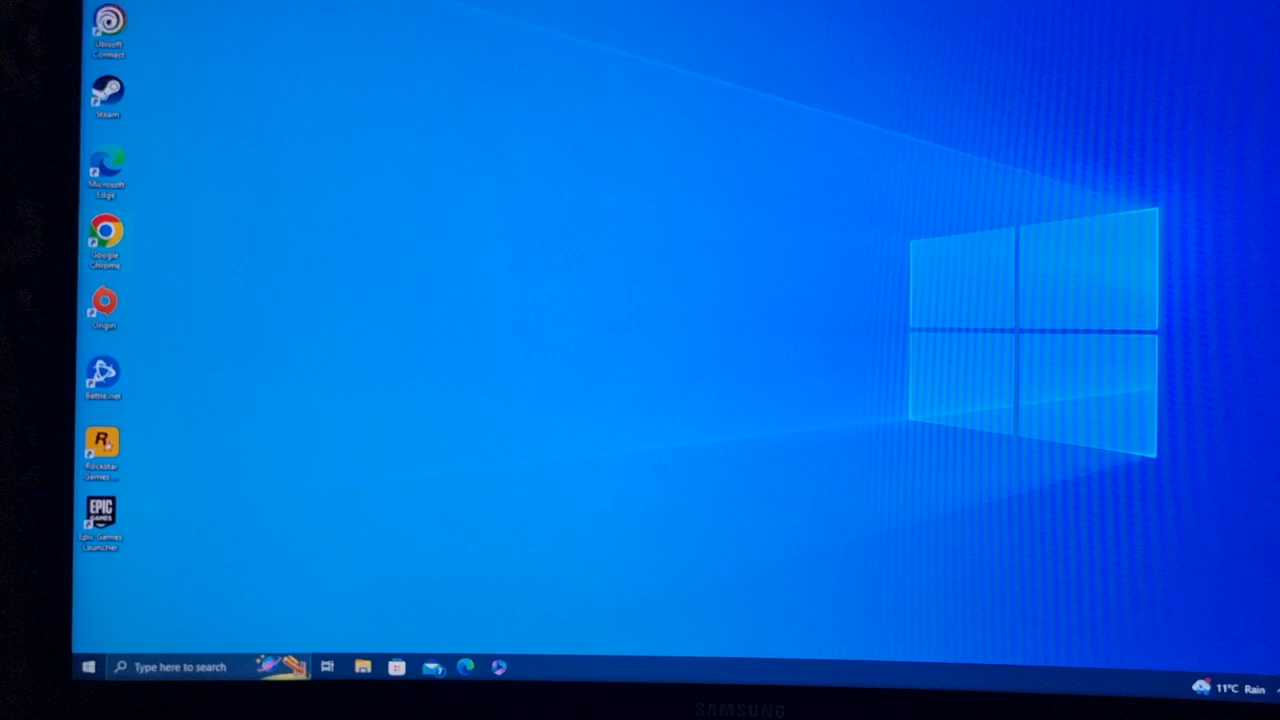 Ubisoft
Connect
Steam
Microsoft
Edge
Google
Chrome
Origin
Battle.net
R
Rockstar
Games ...
EPIC
GAMES
Epic Games
Launcher
Type here to search
11°C Rain
SAMSUNG